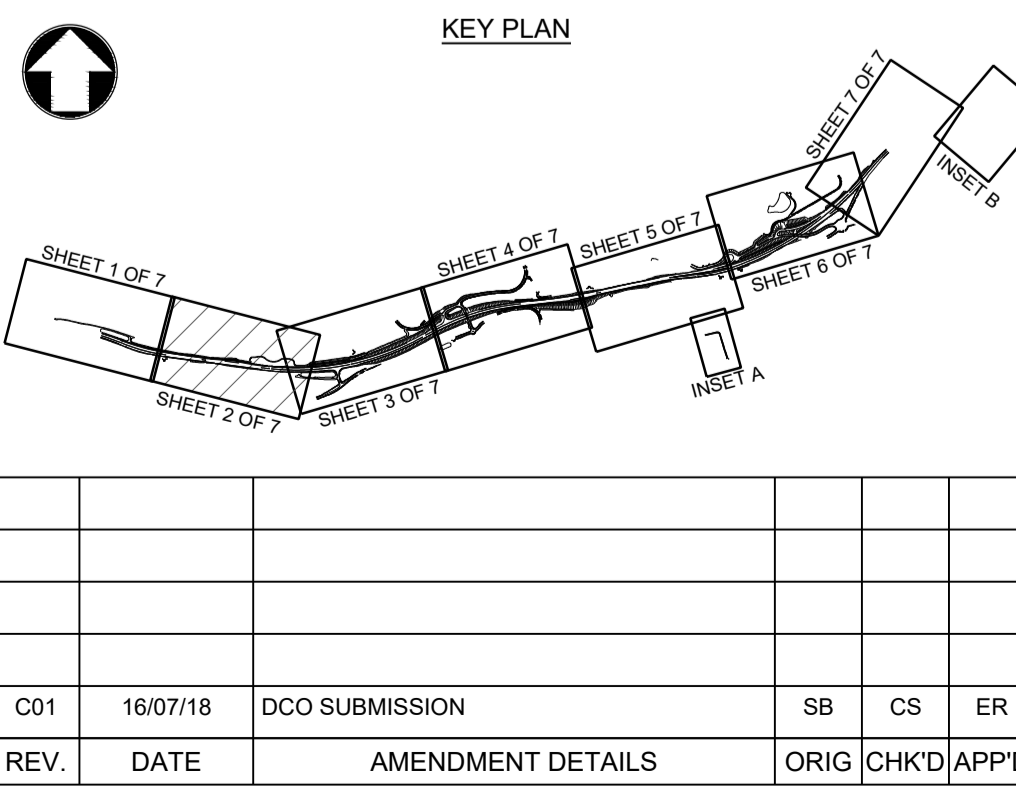 KEY PLAN
SHEET 1 OF 7
SHEET 2 OF 7
SHEET 3 OF 7
SHEET 4 OF 7
SHEET 5 OF 7
SHEET 6 OF 7
SHEET 7 OF 7
INSET A
INSET B
C01 16/07/18 DCO SUBMISSION SB CS ER
REV. DATE AMENDMENT DETAILS ORIG CHK'D APP'D